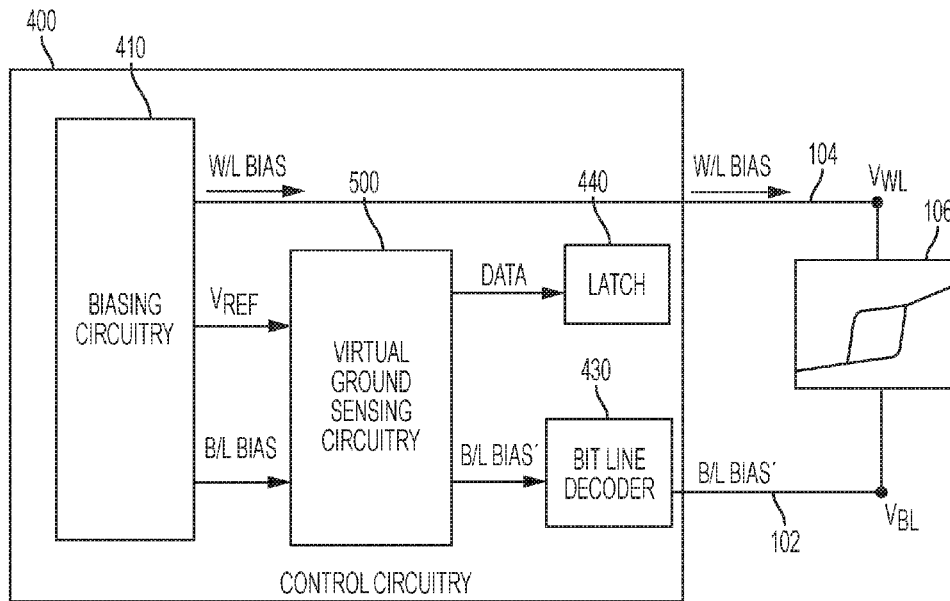 400
410
W/L BIAS
W/L BIAS
104
VWL
500
440
106
DATA
LATCH
BIASING
CIRCUITRY
VREF
VIRTUAL
GROUND
SENSING
CIRCUITRY
430
B/L BIAS
B/L BIAS´
BIT LINE
DECODER
B/L BIAS´
VBL
102
CONTROL CIRCUITRY